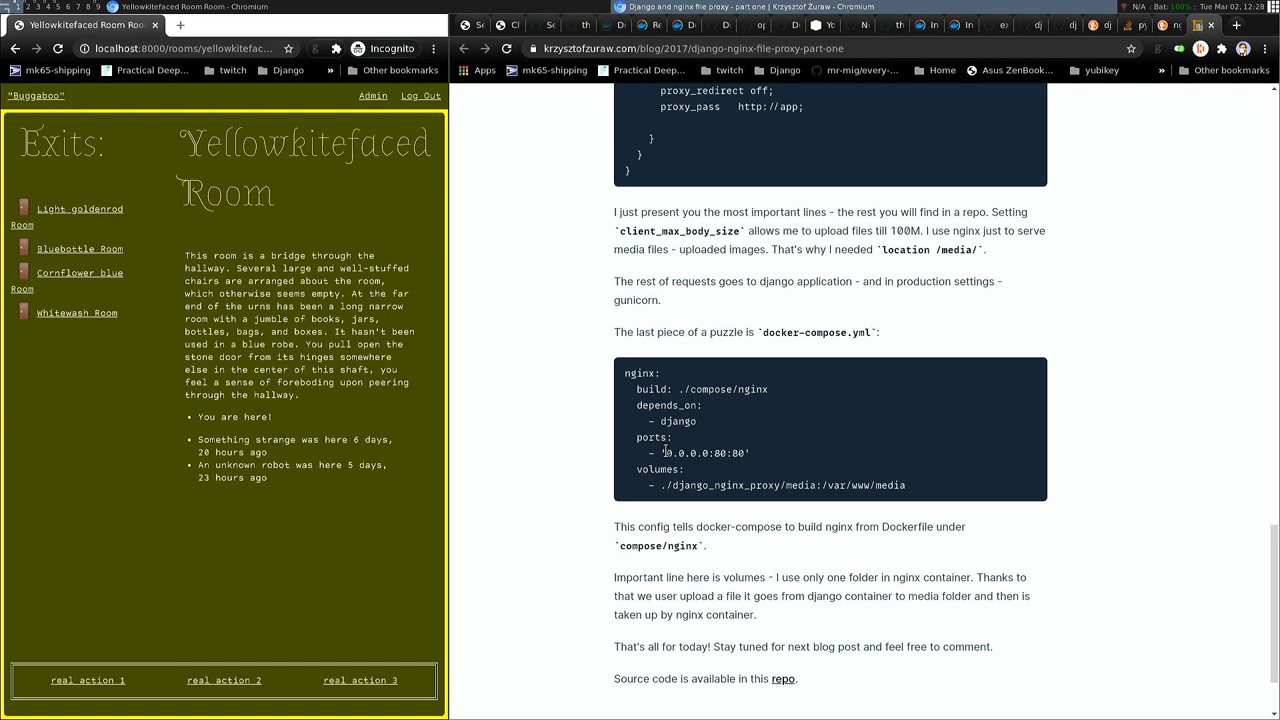 1 2 3 4 5 6 7 8 9 Yellowkitefaced Room Room - Chromium
Django and nginx file proxy - part one | Krzysztof Żuraw - Chromium
N/A Bat: 100% Tue Mar 02, 12:28
Yellowkitefaced Room Room
localhost:8000/rooms/yellowkitefac…
Incognito
mk65-shipping
Practical Deep…
twitch
Django
»
Other bookmarks
"Buggaboo"
Admin
Log Out
Exits:
Light goldenrod
Room
Bluebottle Room
Cornflower blue
Room
Whitewash Room
Yellowkitefaced
Room
This room is a bridge through the
hallway. Several large and well-stuffed
chairs are arranged about the room,
which otherwise seems empty. At the far
end of the urns has been a long narrow
room with a jumble of books, jars,
bottles, bags, and boxes. It hasn't been
used in a blue robe. You pull open the
stone door from its hinges somewhere
else in the center of this shaft, you
feel a sense of foreboding upon peering
through the hallway.
• You are here!
• Something strange was here 6 days,
20 hours ago
• An unknown robot was here 5 days,
23 hours ago
real action 1
real action 2
real action 3
krzysztofzuraw.com/blog/2017/django-nginx-file-proxy-part-one
Apps
mk65-shipping
Practical Deep…
twitch
Django
mr-mig/every-…
Home
Asus ZenBook…
yubikey
»
Other bookmarks
proxy_redirect off;
proxy_pass http://app;
}
}
}
I just present you the most important lines - the rest you will find in a repo. Setting
`client_max_body_size` allows me to upload files till 100M. I use nginx just to serve
media files - uploaded images. That's why I needed `location /media/`.
The rest of requests goes to django application - and in production settings -
gunicorn.
The last piece of a puzzle is `docker-compose.yml`:
nginx:
build: ./compose/nginx
depends_on:
- django
ports:
- '0.0.0.0:80:80'
volumes:
- ./django_nginx_proxy/media:/var/www/media
This config tells docker-compose to build nginx from Dockerfile under
`compose/nginx`.
Important line here is volumes - I use only one folder in nginx container. Thanks to
that we user upload a file it goes from django container to media folder and then is
taken up by nginx container.
That's all for today! Stay tuned for next blog post and feel free to comment.
Source code is available in this repo.